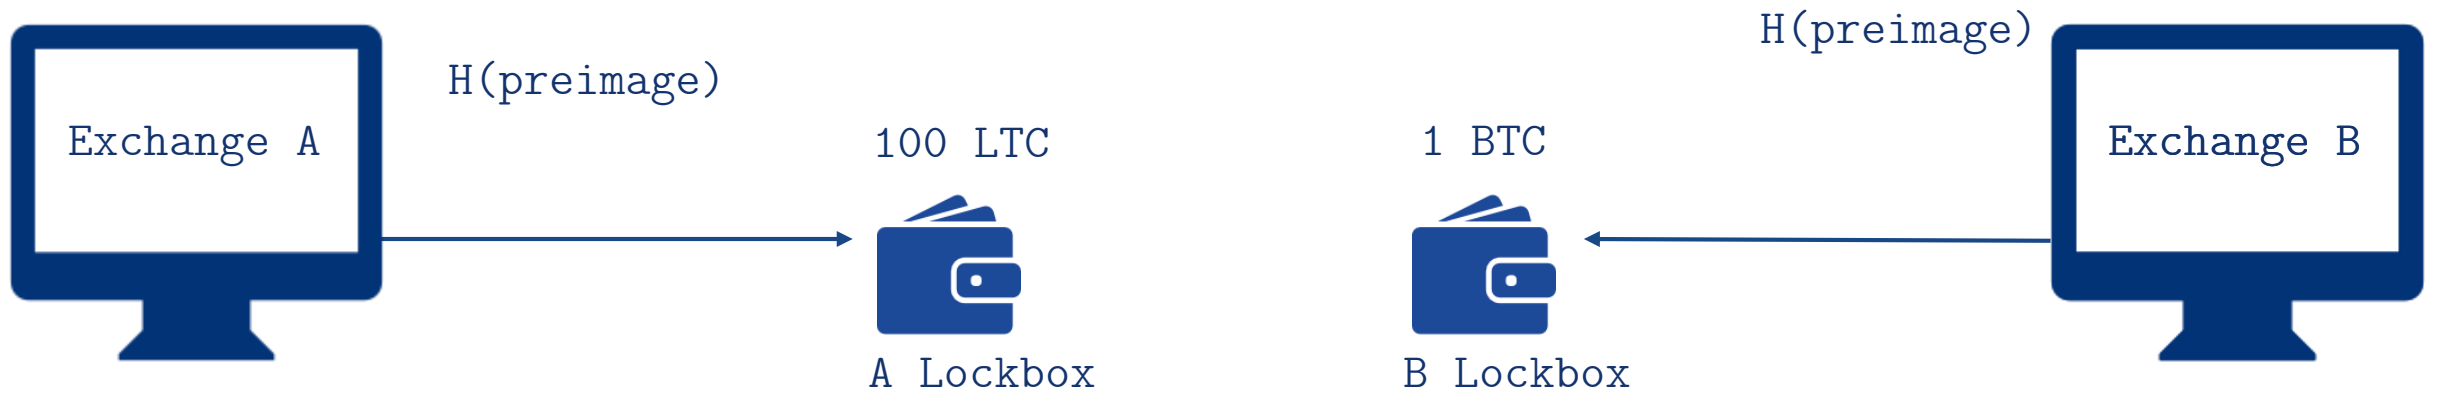 H(preimage)
H(preimage)
Exchange A
100 LTC
1 BTC
Exchange B
A Lockbox
B Lockbox